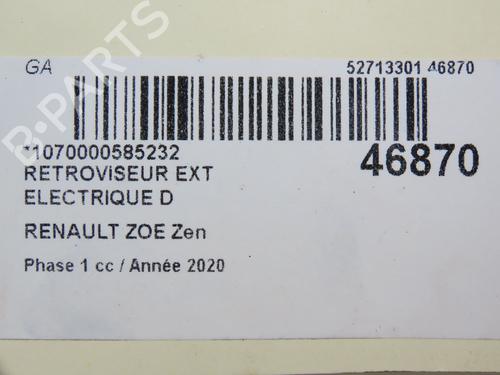 GA
52713301 46870
*1070000585232
46870
RETROViSEUR EXT
ELECTRIQUE D
RENAULT ZOE Zen
Phase 1 cc / Année 2020
B-PARTS